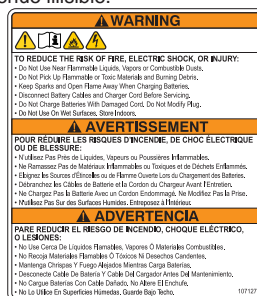 WARNING
TO REDUCE THE RISK OF FIRE, ELECTRIC SHOCK, OR INJURY:
• Do Not Use Near Flammable Liquids, Vapors or Combustible Dusts.
• Do Not Pick Up Flammable or Toxic Materials and Burning Debris.
• Keep Sparks and Open Flame Away When Charging Batteries.
• Disconnect Battery Cables and Charger Cord Before Servicing.
• Do Not Charge Batteries With Damaged Cord. Do Not Modify Plug.
• Do Not Use On Wet Surfaces. Store Indoors.
AVERTISSEMENT
POUR RÉDUIRE LES RISQUES D'INCENDIE, DE CHOC ÉLECTRIQUE
OU DE BLESSURE:
• N'utilisez Pas Près de Liquides, Vapeurs ou Poussières Inflammables.
• Ne Ramassez Pas de Matériaux Inflammables ou Toxiques et de Déchets Enflammés.
• Eloignez les Sources d'Étincelles ou de Flamme Ouverte Lors du Chargement des Batteries.
• Débranchez les Câbles de Batterie et la Cordon du Chargeur Avant l'Entretien.
• Ne Chargez Pas la Batterie Avec un Cordon Endommagé. Ne Modifiez Pas la Prise.
• N'utilisez Pas Sur des Surfaces Humides. Entreposez à l'Intérieur.
ADVERTENCIA
PARE REDUCIR EL RIESGO DE INCENDIO, CHOQUE ELÉCTRICO,
O LESIONES:
• No Use Cerca De Líquidos Flamables, Vapores Ó Materiales Combustibles.
• No Recoja Materiales Flamables Ó Tóxicos Ni Desechos Candentes.
• Mantenga Chrispas Y Fuego Alejados Mientras Carga Baterías.
• Desconecte Cable De Batería Y Cable Del Cargador Antes Del Mantenimiento.
• No Cargue Baterías Con Cable Dañado, No Altere El Enchufe.
• No Lo Utilice En Superficies Húmedas, Guarde Bajo Techo.
107127